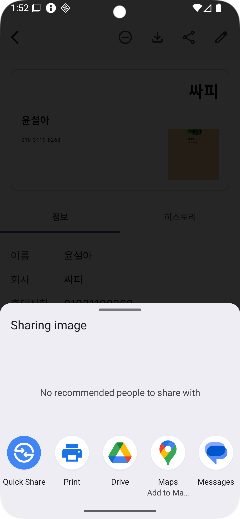 1:52
싸피
윤설아
정보
히스토리
이름 윤설아
회사 싸피
Sharing image
No recommended people to share with
Quick Share
Print
Drive
Maps
Add to Ma...
Messages